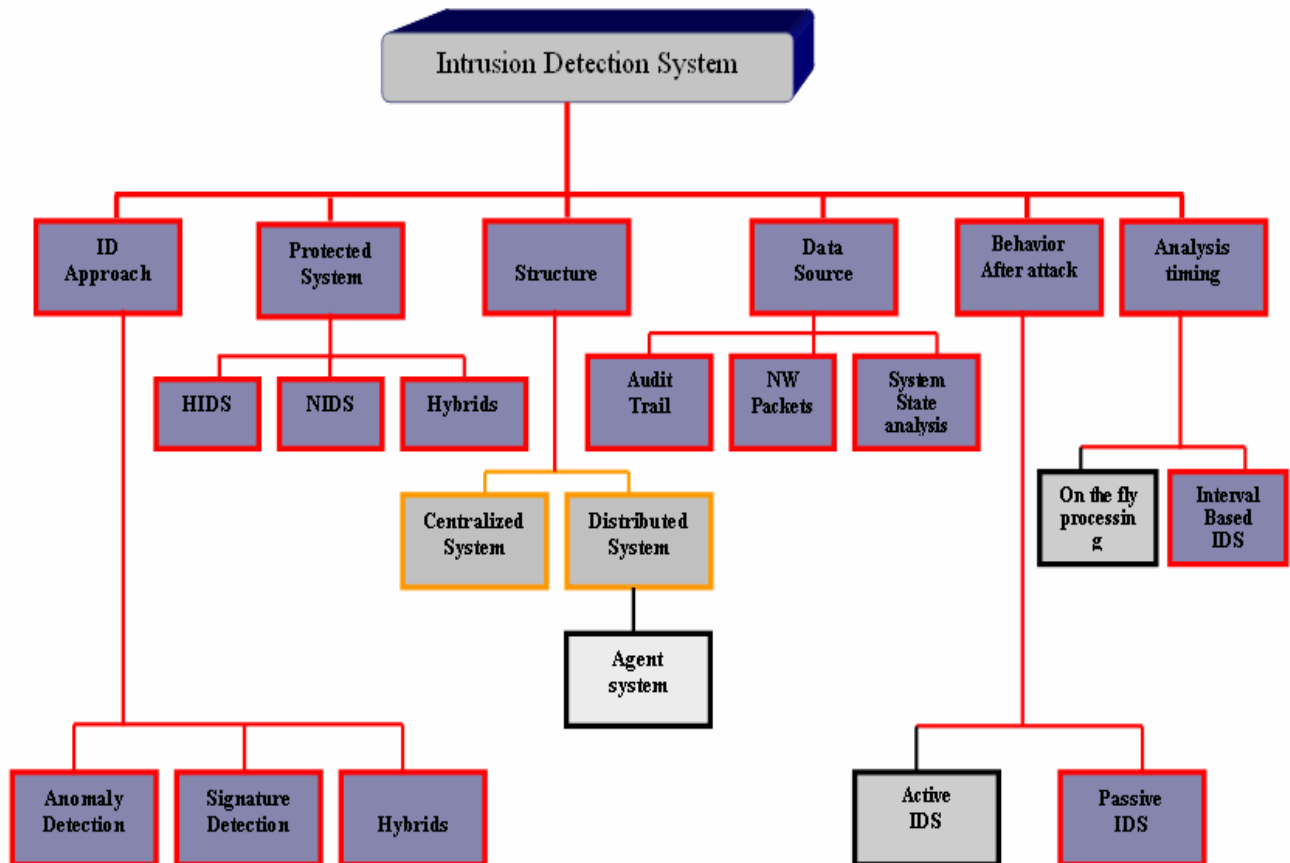 Intrusion Detection System
ID
Approach
Protected
System
Structure
Data
Source
Behavior
After attack
Analysis
timing
HIDS
NIDS
Hybrids
Audit
Trail
NW
Packets
System
State
analysis
On the fly
processin
g
Interval
Based
IDS
Centralized
System
Distributed
System
Agent
system
Anomaly
Detection
Signature
Detection
Hybrids
Active
IDS
Passive
IDS